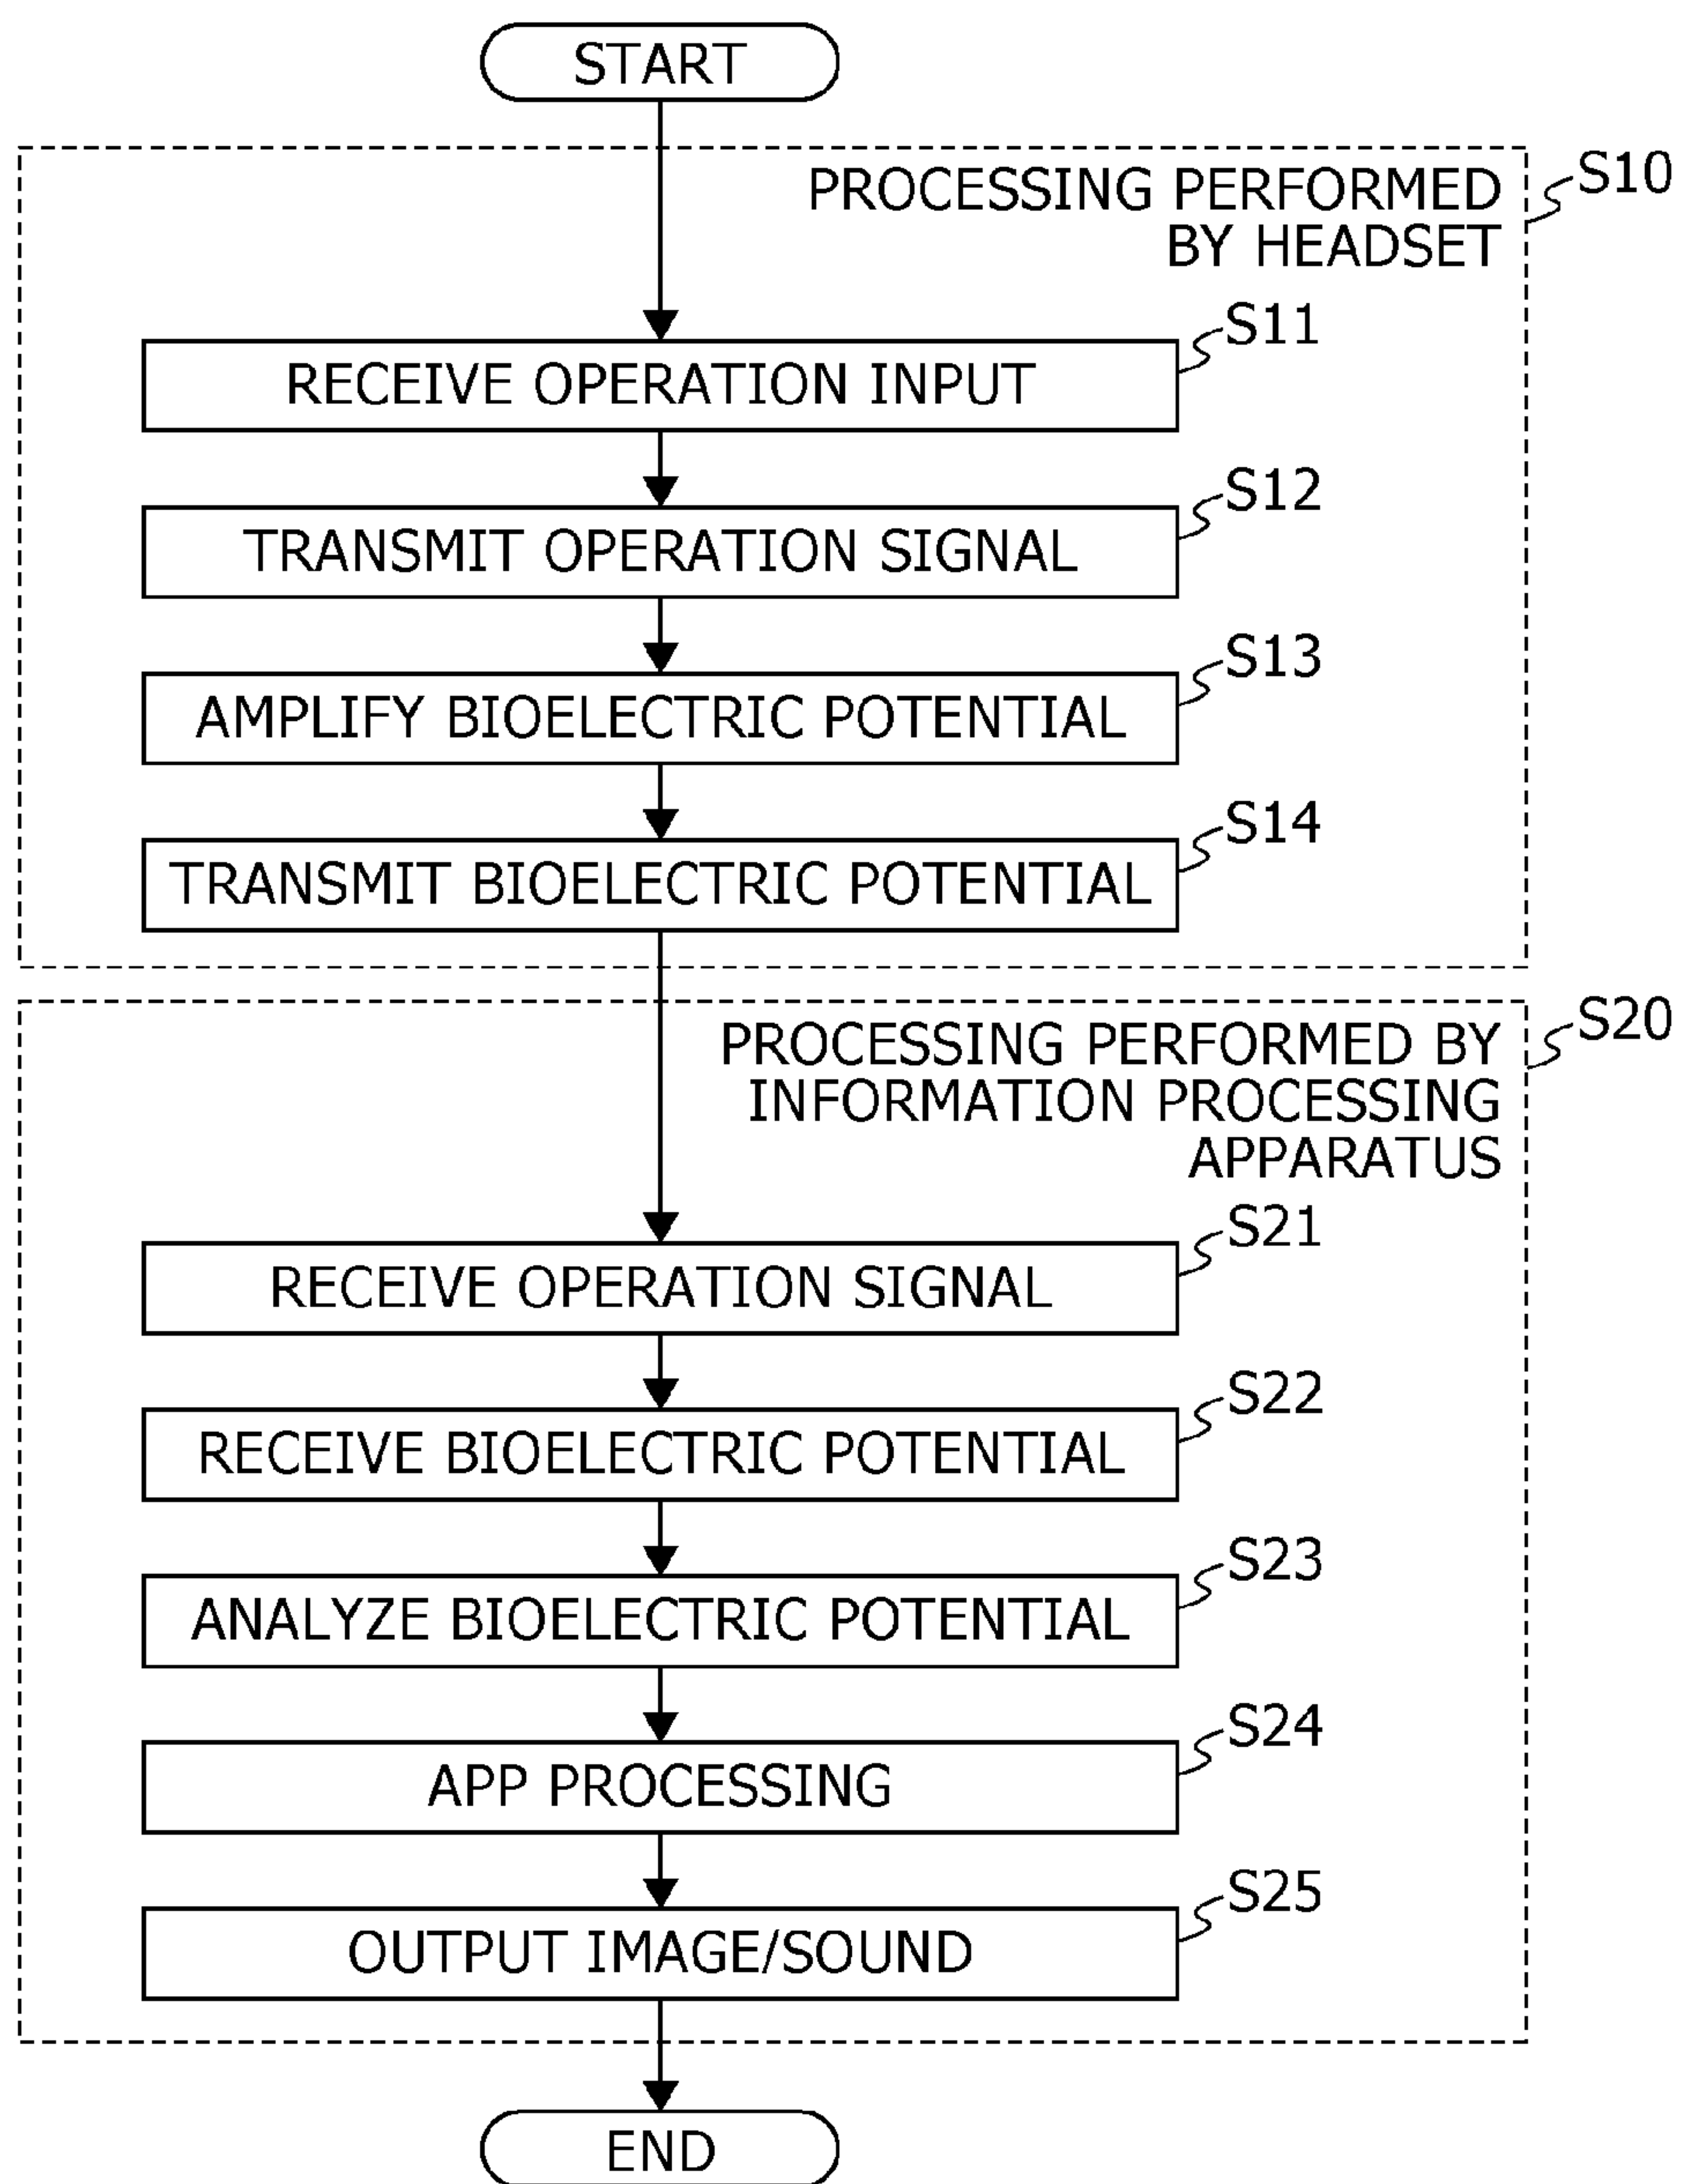 START
PROCESSING PERFORMED
BY HEADSET
S10
S11
RECEIVE OPERATION INPUT
S12
TRANSMIT OPERATION SIGNAL
S13
AMPLIFY BIOELECTRIC POTENTIAL
S14
TRANSMIT BIOELECTRIC POTENTIAL
PROCESSING PERFORMED BY
INFORMATION PROCESSING
APPARATUS
S20
S21
RECEIVE OPERATION SIGNAL
S22
RECEIVE BIOELECTRIC POTENTIAL
S23
ANALYZE BIOELECTRIC POTENTIAL
S24
APP PROCESSING
S25
OUTPUT IMAGE/SOUND
END